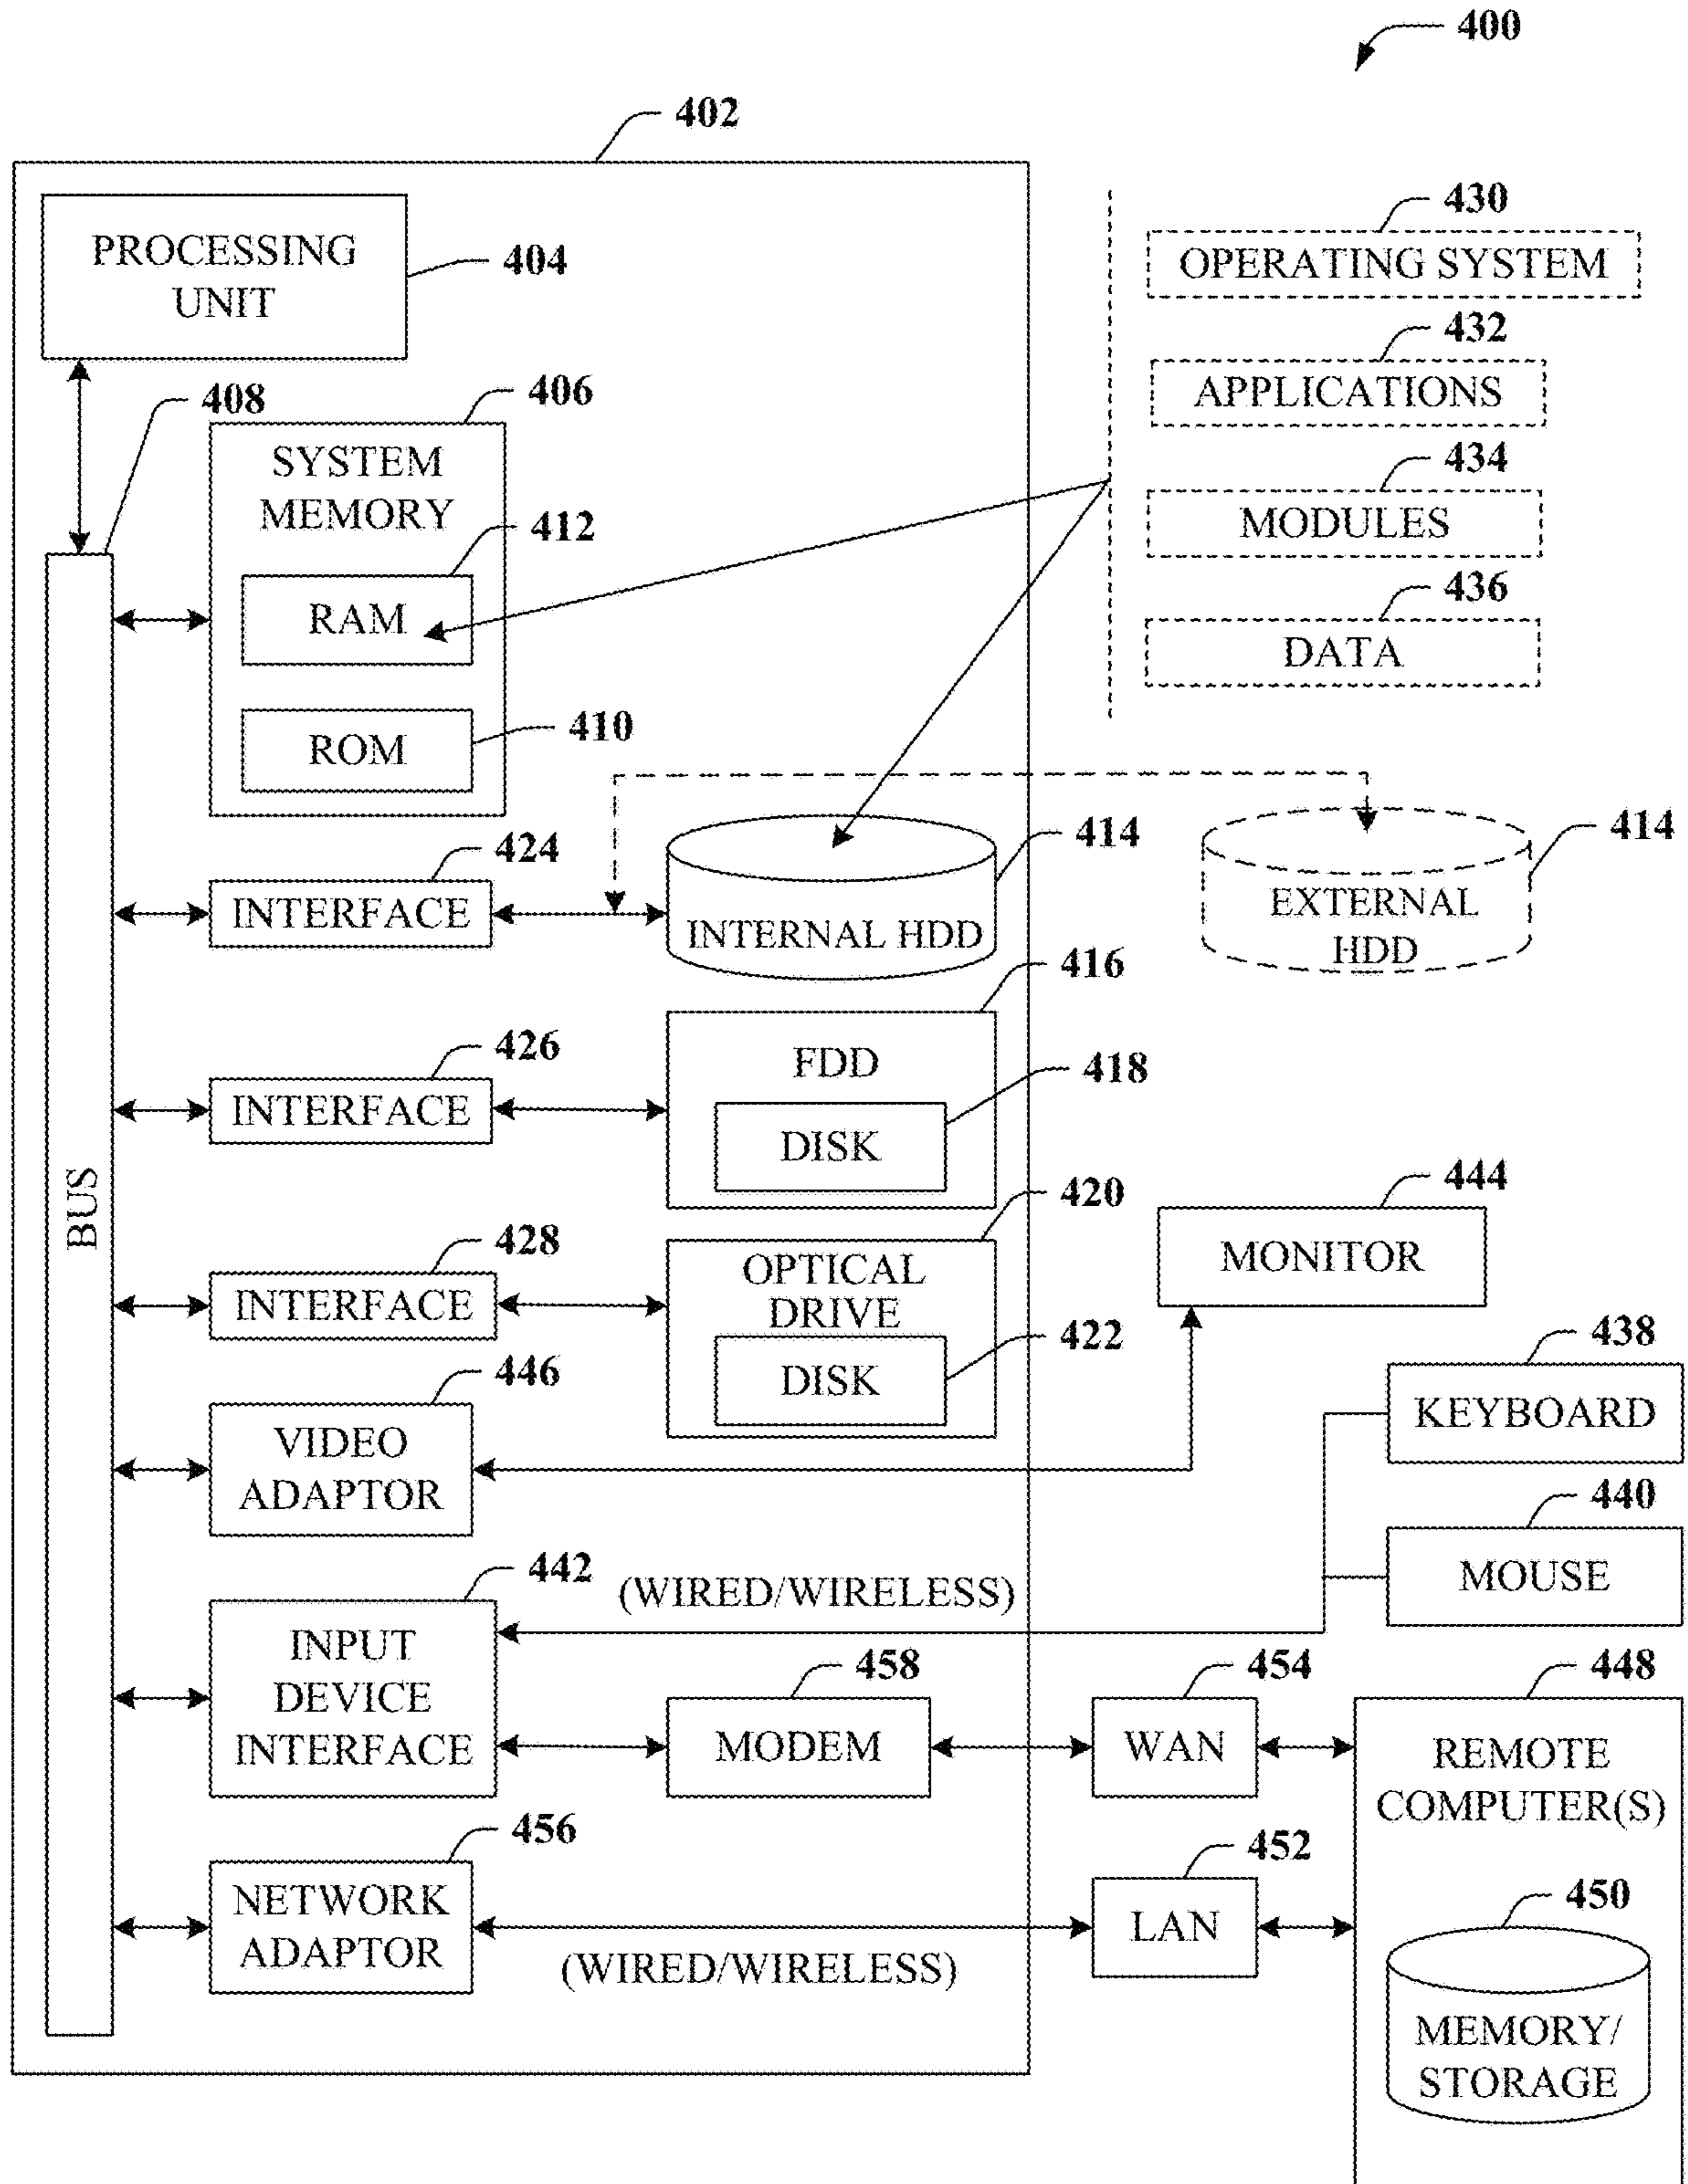 400
402
PROCESSING
UNIT
404
430
OPERATING SYSTEM
432
APPLICATIONS
434
MODULES
436
DATA
408
406
SYSTEM
MEMORY
412
RAM
410
ROM
BUS
424
INTERFACE
414
INTERNAL HDD
414
EXTERNAL
HDD
426
INTERFACE
416
FDD
418
DISK
428
INTERFACE
420
OPTICAL
DRIVE
422
DISK
444
MONITOR
446
VIDEO
ADAPTOR
438
KEYBOARD
440
MOUSE
442
(WIRED/WIRELESS)
INPUT
DEVICE
INTERFACE
458
MODEM
454
WAN
448
REMOTE
COMPUTER(S)
456
NETWORK
ADAPTOR
(WIRED/WIRELESS)
452
LAN
450
MEMORY/
STORAGE